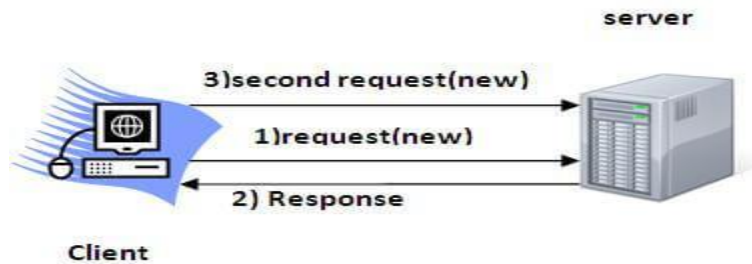 server
3)second request(new)
1)request(new)
2) Response
Client